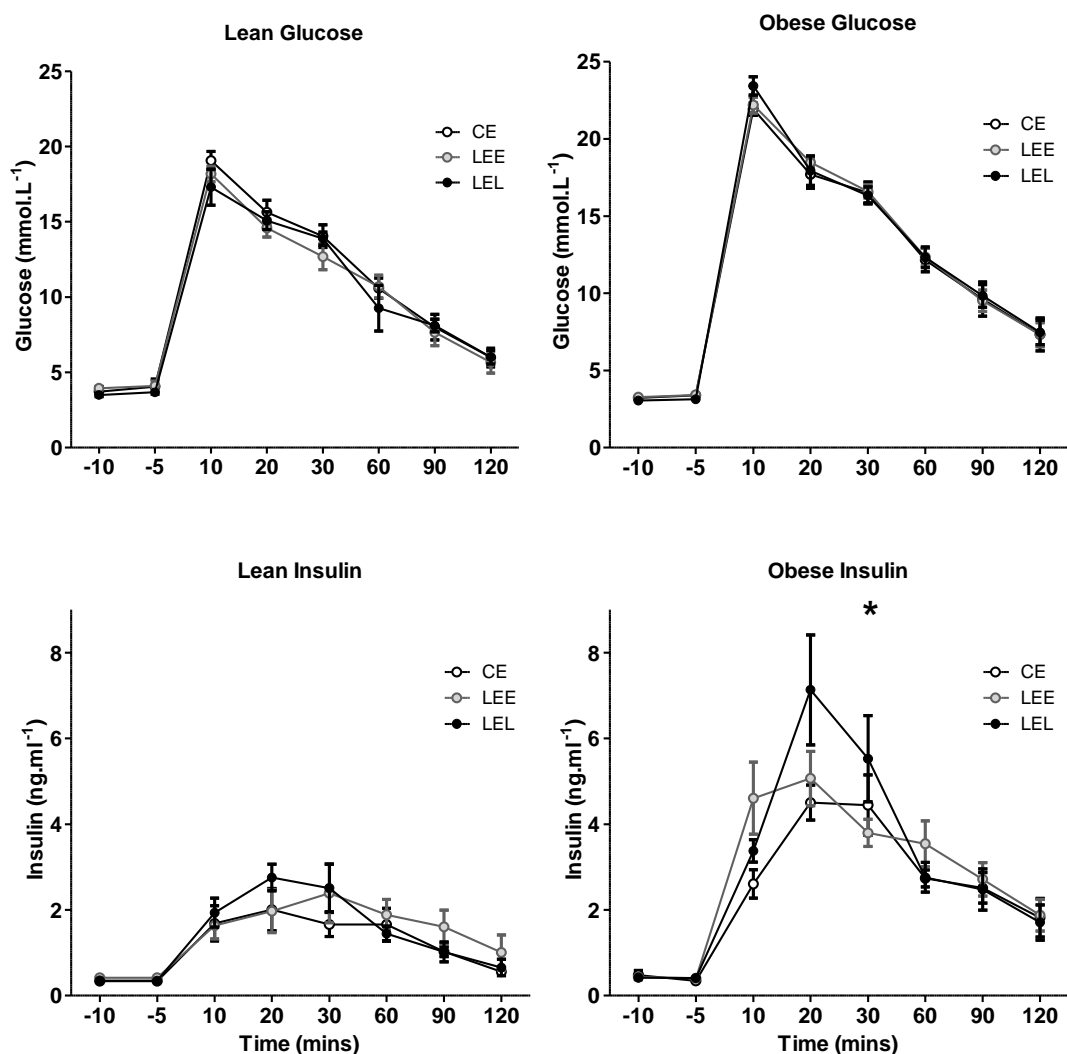 Lean Glucose
Glucose (mmol.L⁻¹)
25
20
15
10
5
0
CE
LEE
LEL
-10 -5 10 20 30 60 90 120
Obese Glucose
Glucose (mmol.L⁻¹)
25
20
15
10
5
0
CE
LEE
LEL
-10 -5 10 20 30 60 90 120
Lean Insulin
Insulin (ng.ml⁻¹)
8
6
4
2
0
CE
LEE
LEL
-10 -5 10 20 30 60 90 120
Time (mins)
Obese Insulin
*
Insulin (ng.ml⁻¹)
8
6
4
2
0
CE
LEE
LEL
-10 -5 10 20 30 60 90 120
Time (mins)